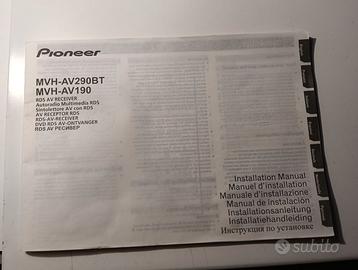 Pioneer
MVH-AV290BT
MVH-AV190
RDS AV RECEIVER
Autoradio Multimedia RDS
Sintolettore AV con RDS
AV RECEPTOR RDS
RDS-AV-RECEIVER
DVD RDS AV-ONTVANGER
RDS AV РЕСИВЕР
Installation Manual
Manuel d'installation
Manuale d'installazione
Manual de instalación
Installationsanleitung
Installatiehandleiding
Инструкция по установке
subito